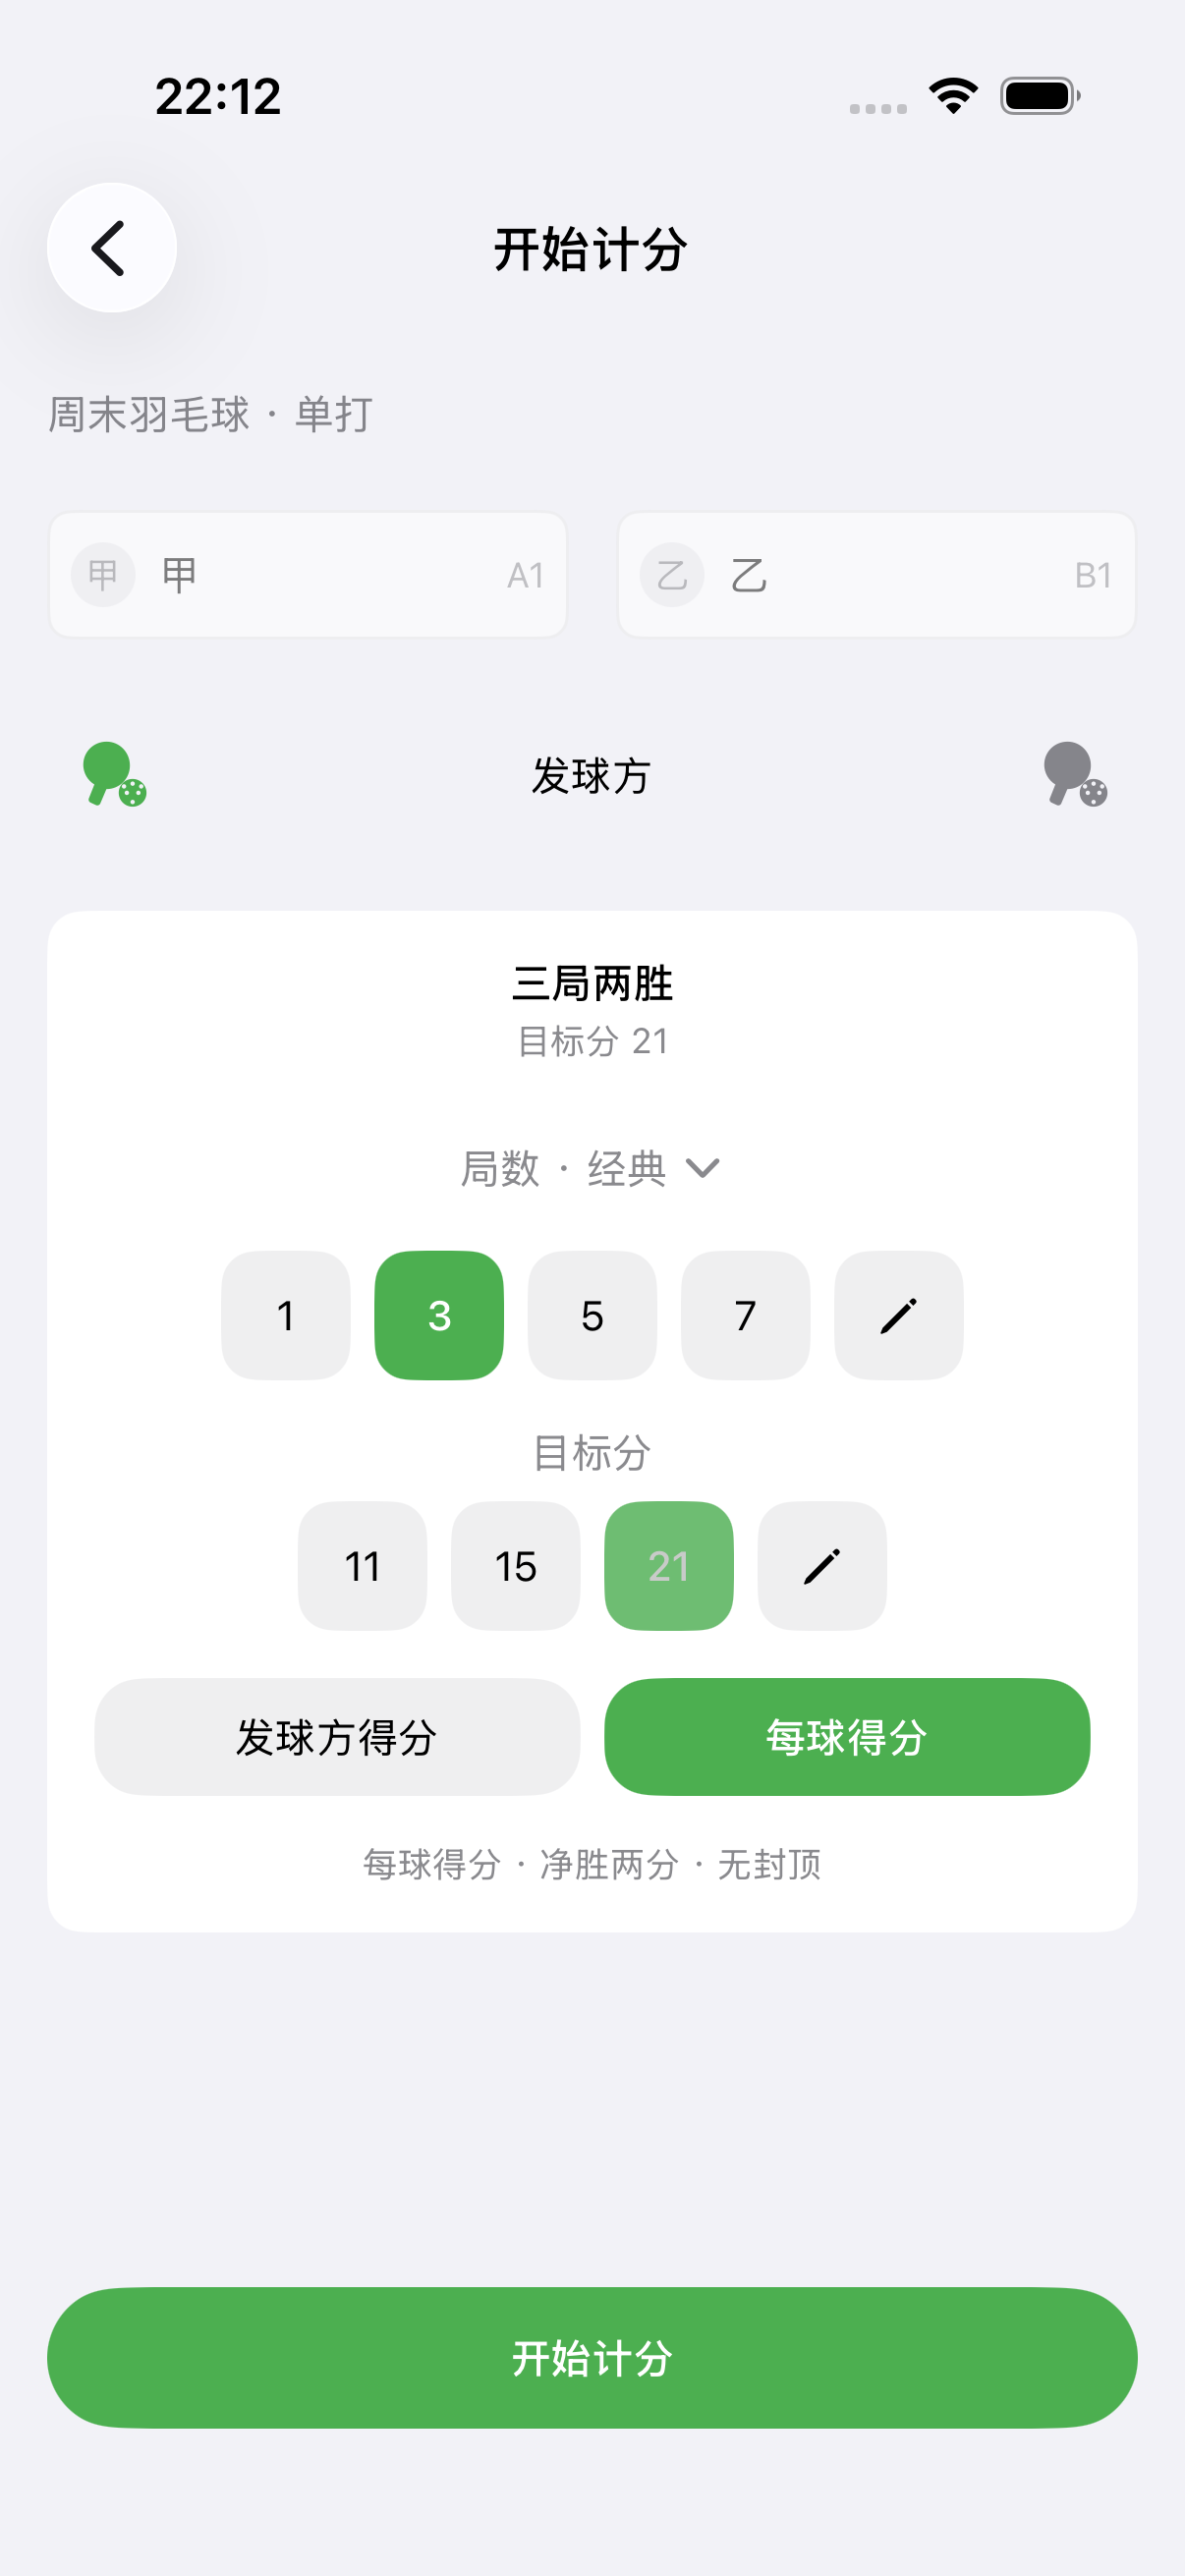 22:12
开始计分
周末羽毛球 · 单打
甲 甲 A1 乙 乙 B1
发球方
三局两胜
目标分 21
局数 · 经典
1 3 5 7
目标分
11 15 21
发球方得分 每球得分
每球得分 · 净胜两分 · 无封顶
开始计分